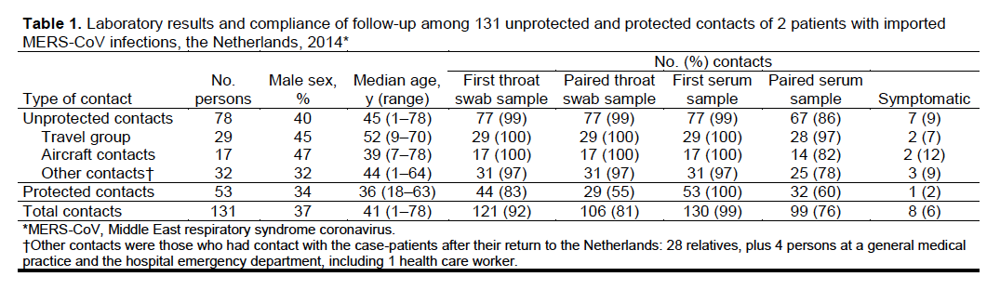 Table 1. Laboratory results and compliance of follow-up among 131 unprotected and protected contacts of 2 patients with imported
MERS-CoV infections, the Netherlands, 2014*
No. (%) contacts
No. Male sex, Median age, First throat Paired throat First serum Paired serum
Type of contact persons % y (range) swab sample swab sample sample sample Symptomatic
Unprotected contacts 78 40 45 (1–78) 77 (99) 77 (99) 77 (99) 67 (86) 7 (9)
Travel group 29 45 52 (9–70) 29 (100) 29 (100) 29 (100) 28 (97) 2 (7)
Aircraft contacts 17 47 39 (7–78) 17 (100) 17 (100) 17 (100) 14 (82) 2 (12)
Other contacts† 32 32 44 (1–64) 31 (97) 31 (97) 31 (97) 25 (78) 3 (9)
Protected contacts 53 34 36 (18–63) 44 (83) 29 (55) 53 (100) 32 (60) 1 (2)
Total contacts 131 37 41 (1–78) 121 (92) 106 (81) 130 (99) 99 (76) 8 (6)
*MERS-CoV, Middle East respiratory syndrome coronavirus.
†Other contacts were those who had contact with the case-patients after their return to the Netherlands: 28 relatives, plus 4 persons at a general medical
practice and the hospital emergency department, including 1 health care worker.